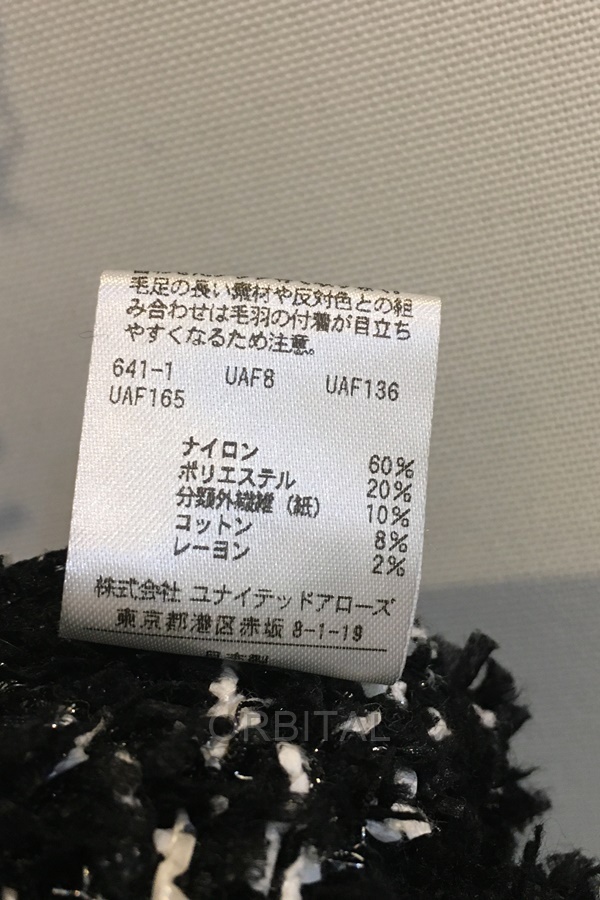 毛足の長い素材や反対色との組
み合わせは毛羽の付着が目立ち
やすくなるため注意。
641-1 UAF8 UAF136
UAF165
ナイロン 60%
ポリエステル 20%
分類外繊維（紙） 10%
コットン 8%
レーヨン 2%
株式会社 ユナイテッドアローズ
東京都港区赤坂 8-1-19
日本製
ORBITAL